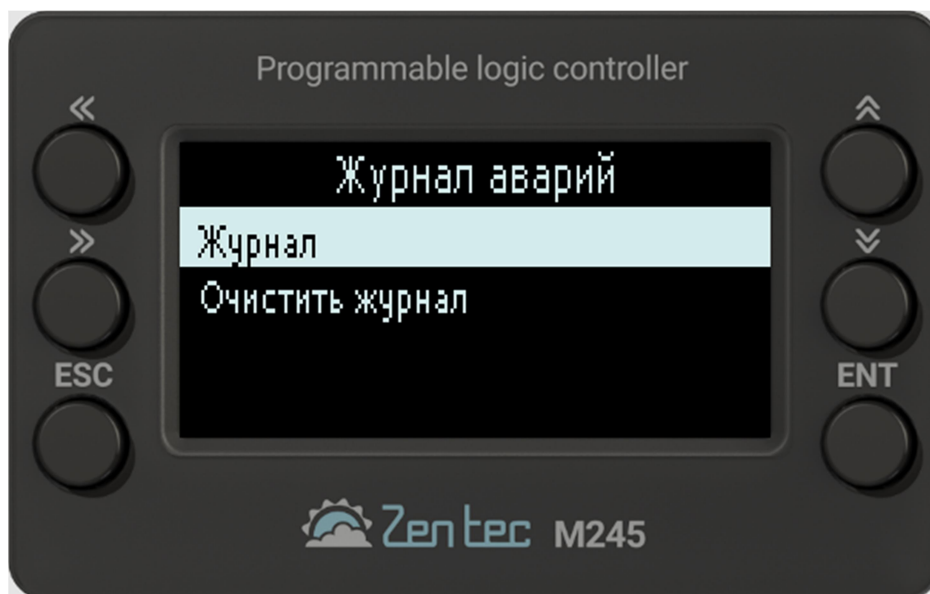 Programmable logic controller
Журнал аварий
Журнал
Очистить журнал
ESC
ENT
Zentec M245